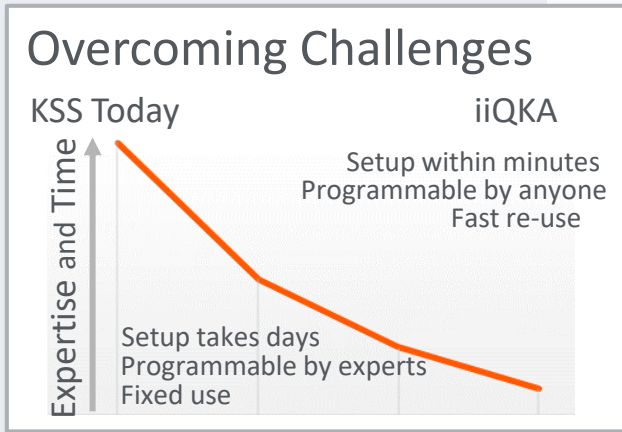 Overcoming Challenges
KSS Today
iiQKA
Expertise and Time
Setup within minutes
Programmable by anyone
Fast re-use
Setup takes days
Programmable by experts
Fixed use